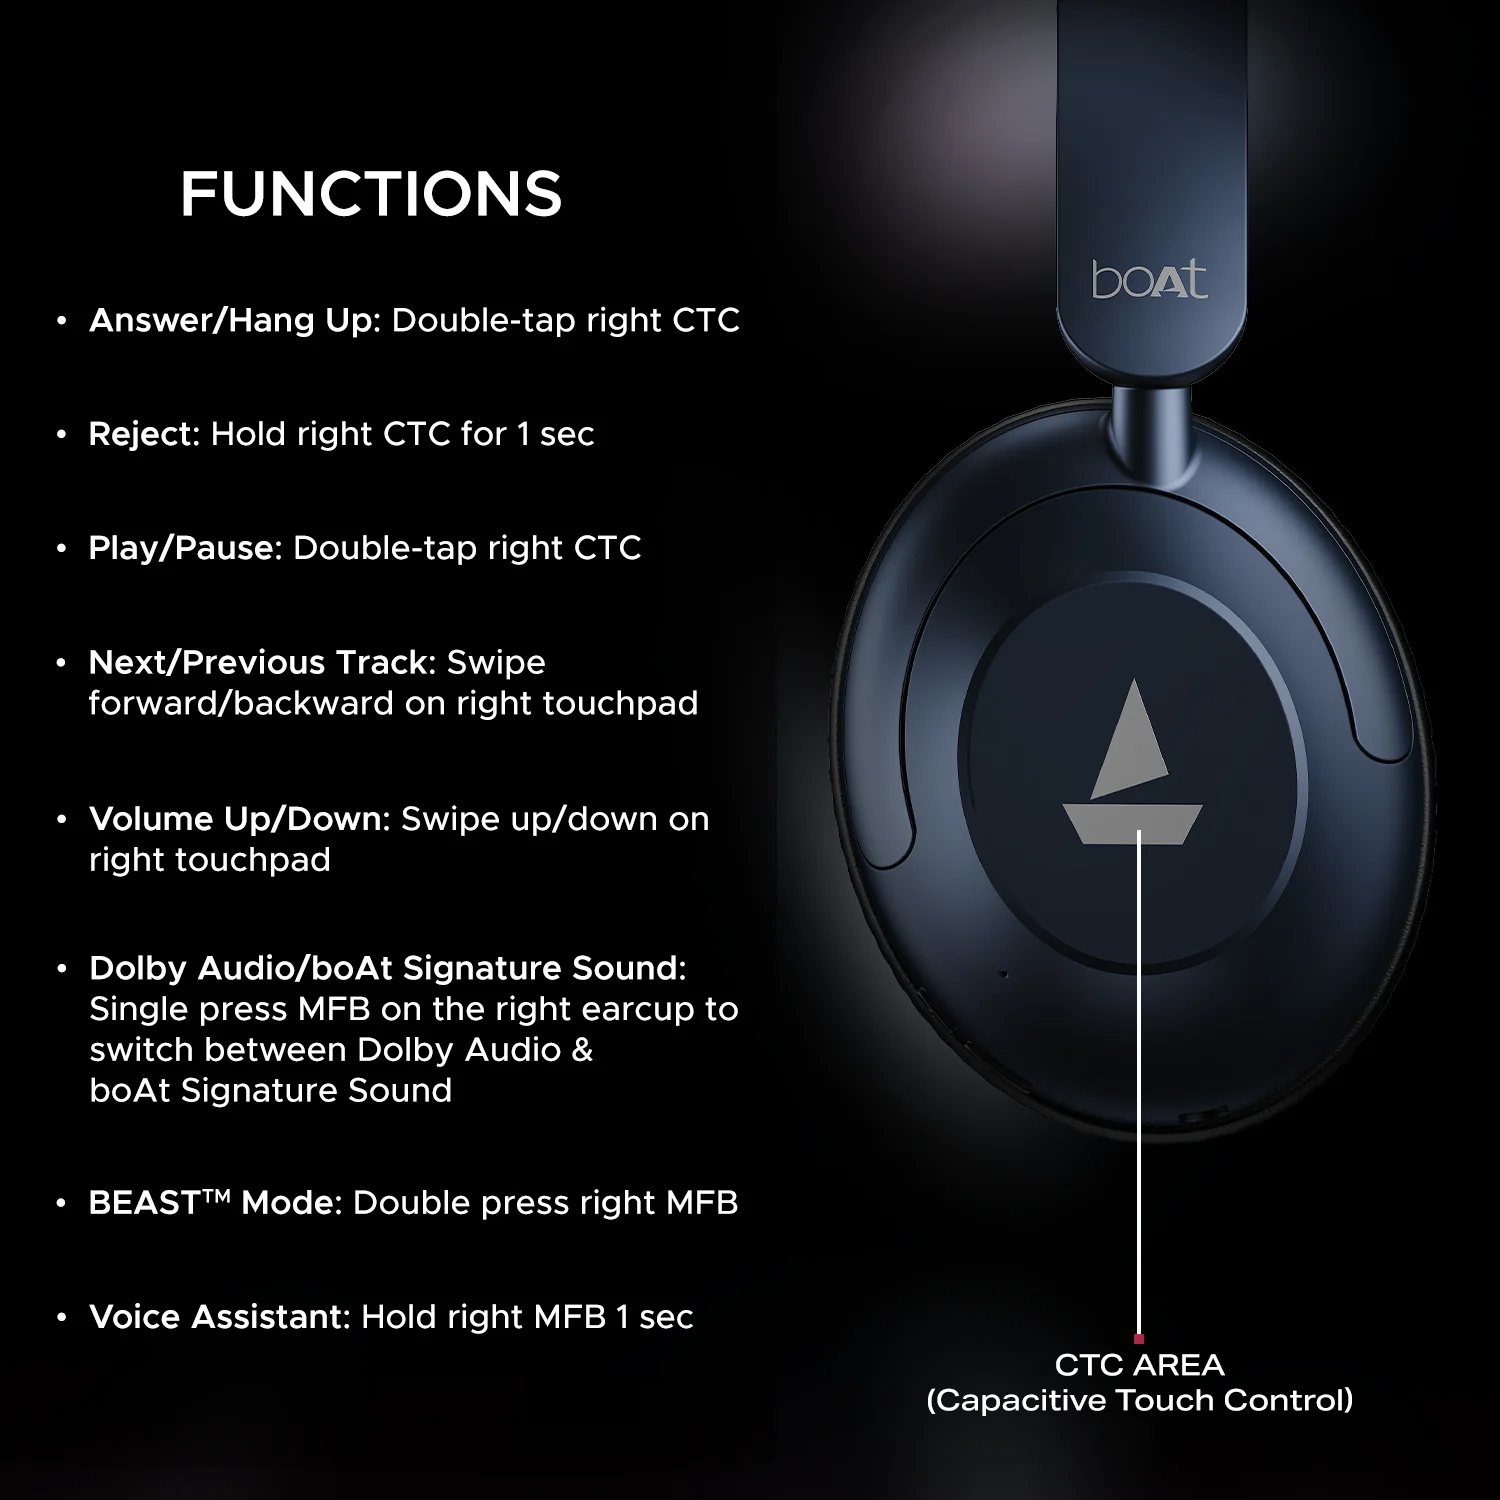 FUNCTIONS
• Answer/Hang Up: Double-tap right CTC
• Reject: Hold right CTC for 1 sec
• Play/Pause: Double-tap right CTC
• Next/Previous Track: Swipe
forward/backward on right touchpad
• Volume Up/Down: Swipe up/down on
right touchpad
• Dolby Audio/boAt Signature Sound:
Single press MFB on the right earcup to
switch between Dolby Audio &
boAt Signature Sound
• BEAST™ Mode: Double press right MFB
• Voice Assistant: Hold right MFB 1 sec
boAt
CTC AREA
(Capacitive Touch Control)